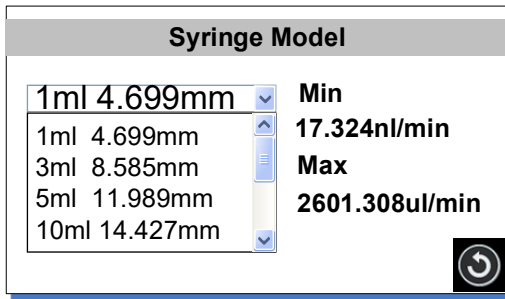 Syringe Model
1ml 4.699mm
1ml 4.699mm
3ml 8.585mm
5ml 11.989mm
10ml 14.427mm
Min
17.324nl/min
Max
2601.308ul/min